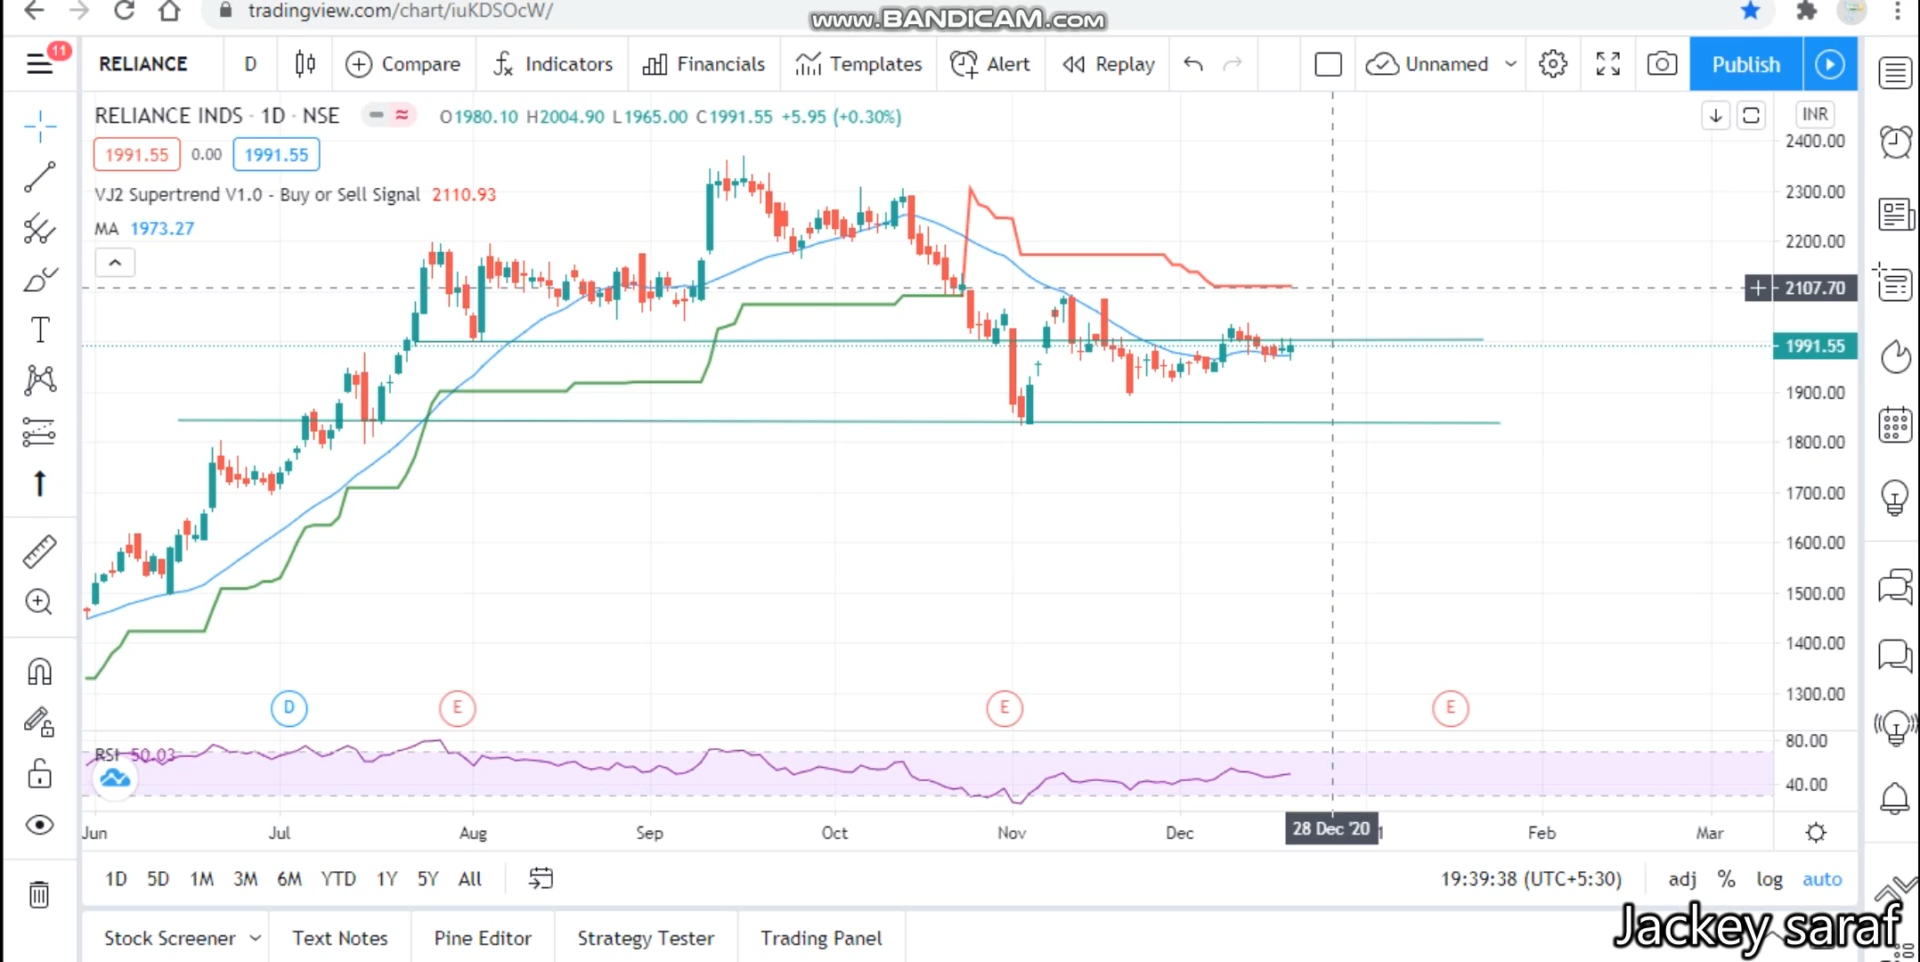 tradingview.com/chart/iuKDSOcW/
www.BANDICAM.com
11
RELIANCE D Compare Indicators Financials Templates Alert Replay Unnamed Publish
RELIANCE INDS · 1D · NSE O1980.10 H2004.90 L1965.00 C1991.55 +5.95 (+0.30%)
INR
1991.55 0.00 1991.55
VJ2 Supertrend V1.0 - Buy or Sell Signal 2110.93
MA 1973.27
2400.00
2300.00
2200.00
2107.70
1991.55
1900.00
1800.00
1700.00
1600.00
1500.00
1400.00
1300.00
D E E E
RSI 50.03
80.00
40.00
Jun Jul Aug Sep Oct Nov Dec 28 Dec '20 Feb Mar
1D 5D 1M 3M 6M YTD 1Y 5Y All 19:39:38 (UTC+5:30) adj % log auto
Stock Screener Text Notes Pine Editor Strategy Tester Trading Panel
Jackey saraf